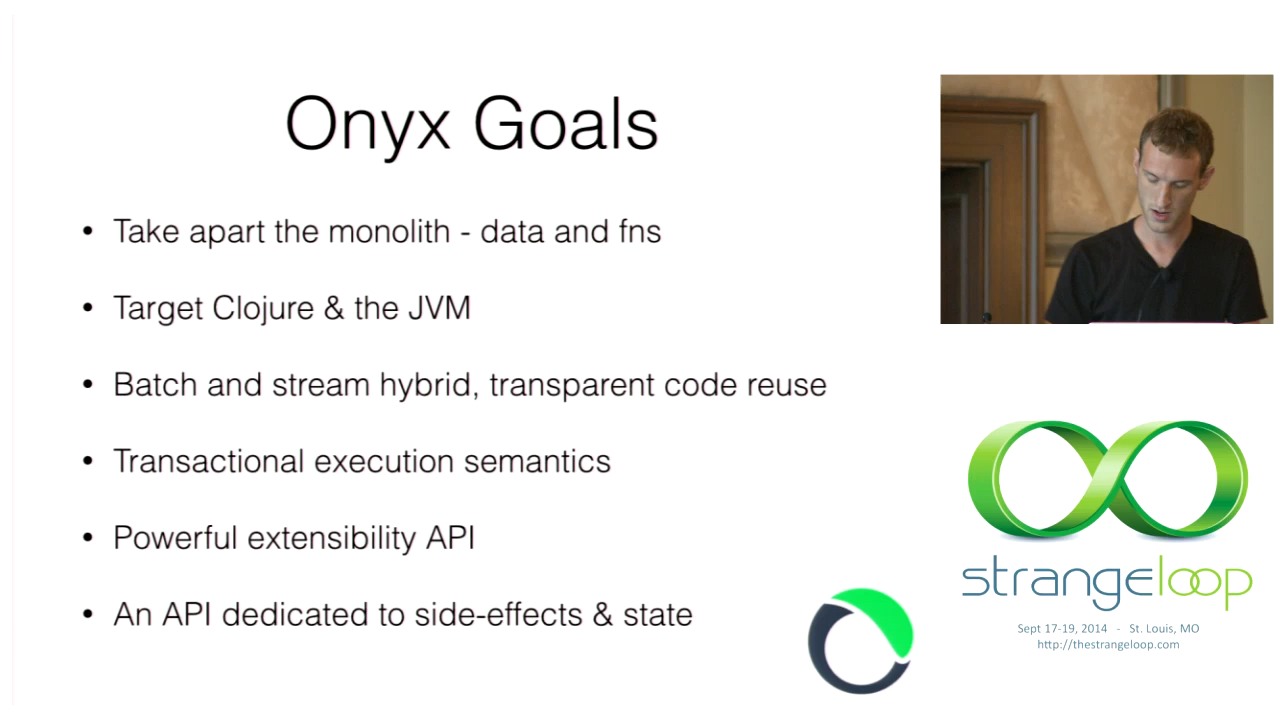 Onyx Goals
• Take apart the monolith - data and fns
• Target Clojure & the JVM
• Batch and stream hybrid, transparent code reuse
• Transactional execution semantics
• Powerful extensibility API
• An API dedicated to side-effects & state
strangeloop
Sept 17-19, 2014 - St. Louis, MO
http://thestrangeloop.com